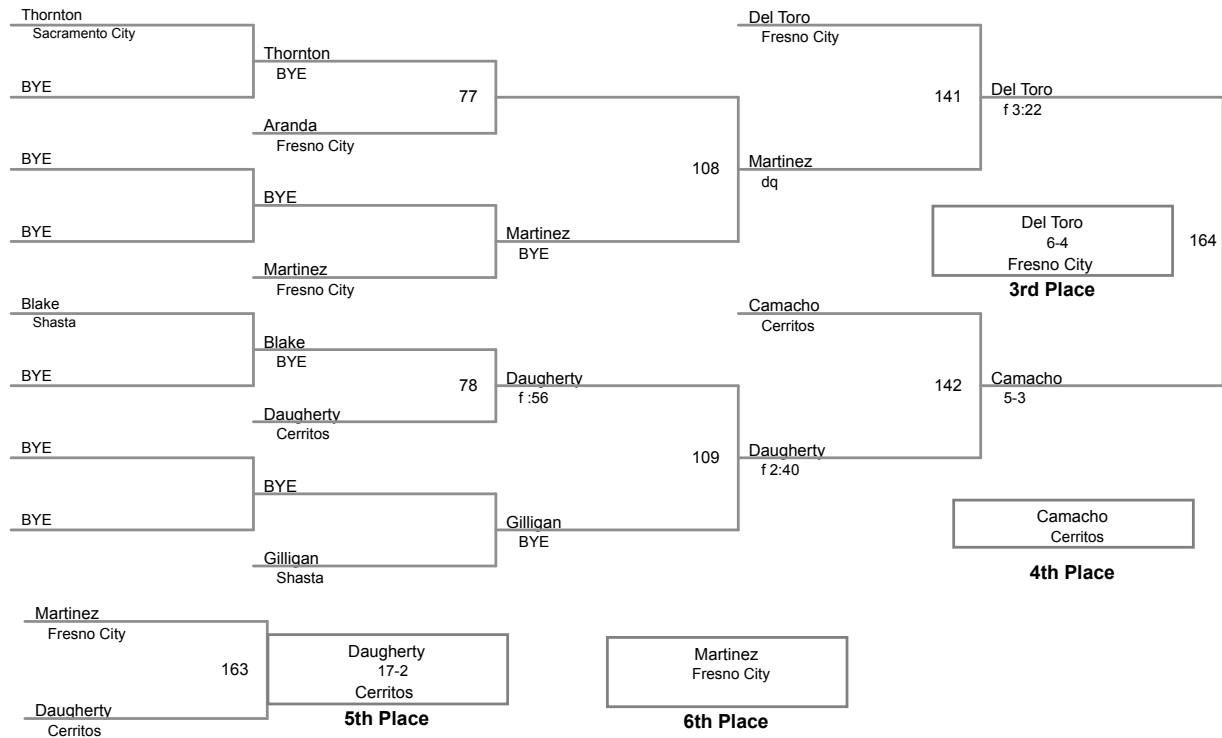 Thornton
Sacramento City
BYE
BYE
BYE
Blake
Shasta
BYE
BYE
BYE
Thornton
BYE
77
Aranda
Fresno City
BYE
Martinez
Fresno City
Blake
BYE
78
Daugherty
Cerritos
BYE
Gilligan
Shasta
108
Martinez
BYE
Daugherty
f :56
109
Gilligan
BYE
Del Toro
Fresno City
141
Martinez
dq
Camacho
Cerritos
142
Daugherty
f 2:40
Del Toro
f 3:22
Del Toro
6-4
Fresno City
3rd Place
164
Camacho
5-3
Camacho
Cerritos
4th Place
Martinez
Fresno City
163
Daugherty
Cerritos
Daugherty
17-2
Cerritos
5th Place
Martinez
Fresno City
6th Place